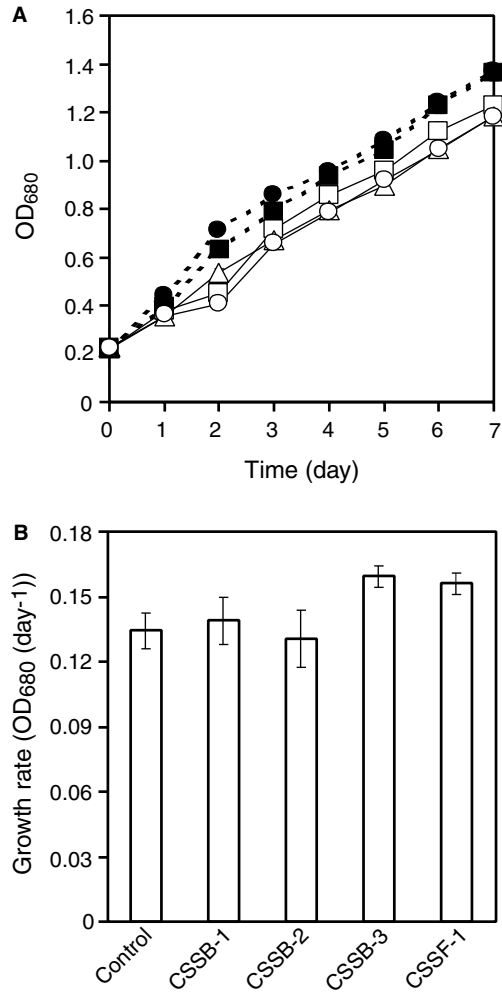 A
1.6
1.4
1.2
1.0
0.8
0.6
0.4
0.2
0
OD680
0 1 2 3 4 5 6 7
Time (day)
B
0.18
0.15
0.12
0.09
0.06
0.03
0
Growth rate (OD680 (day-1))
Control CSSB-1 CSSB-2 CSSB-3 CSSF-1